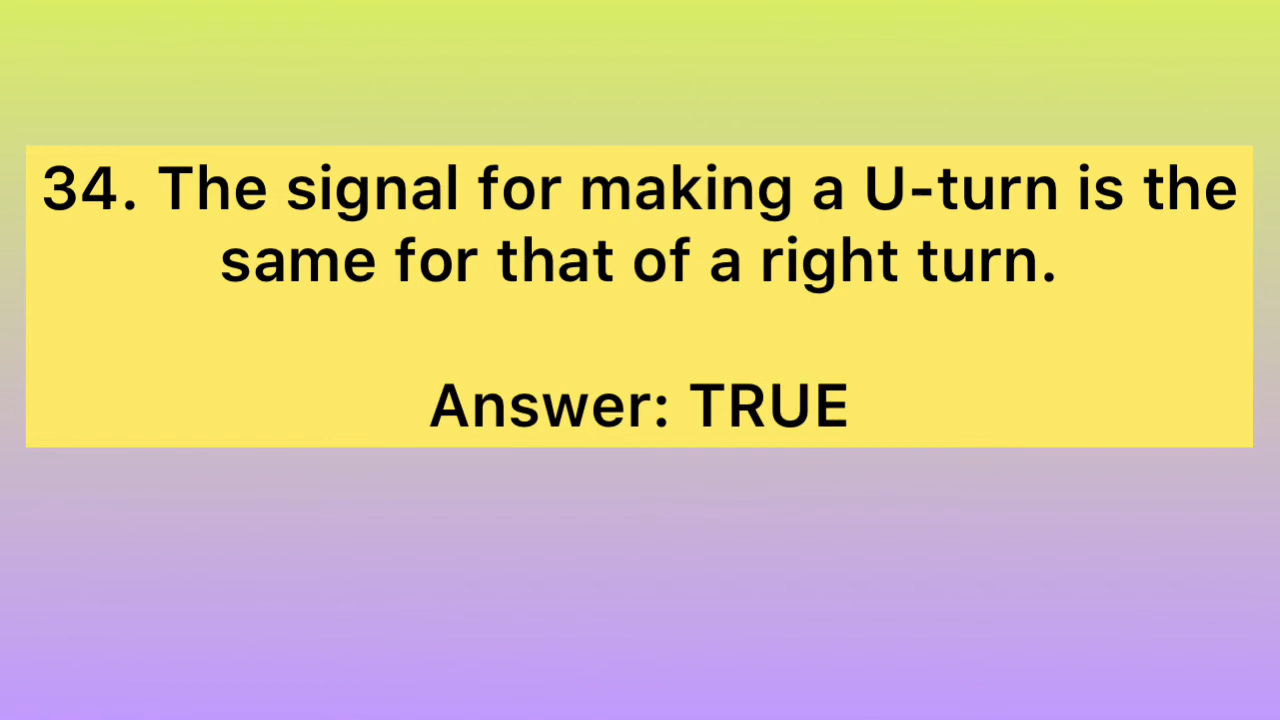 34. The signal for making a U-turn is the
same for that of a right turn.
Answer: TRUE